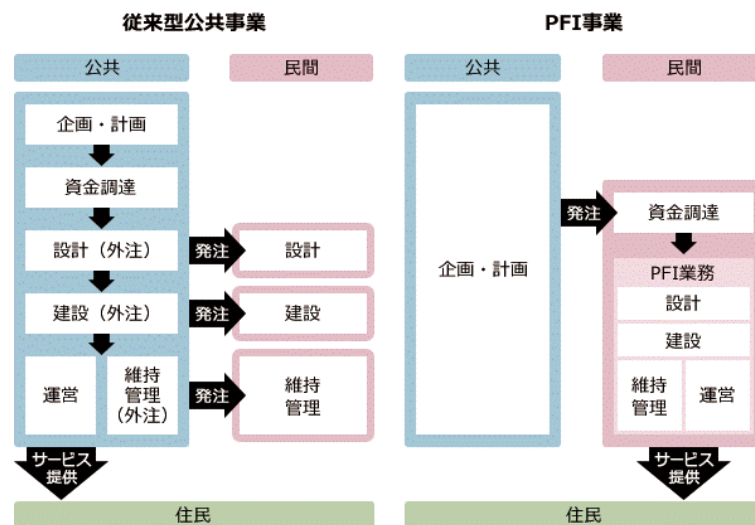 従来型公共事業
公共
民間
企画・計画
資金調達
設計（外注）
発注
設計
建設（外注）
発注
建設
運営
維持
管理
（外注）
発注
維持
管理
サービス
提供
住民
PFI事業
公共
民間
企画・計画
発注
資金調達
PFI業務
設計
建設
維持
管理
運営
サービス
提供
住民